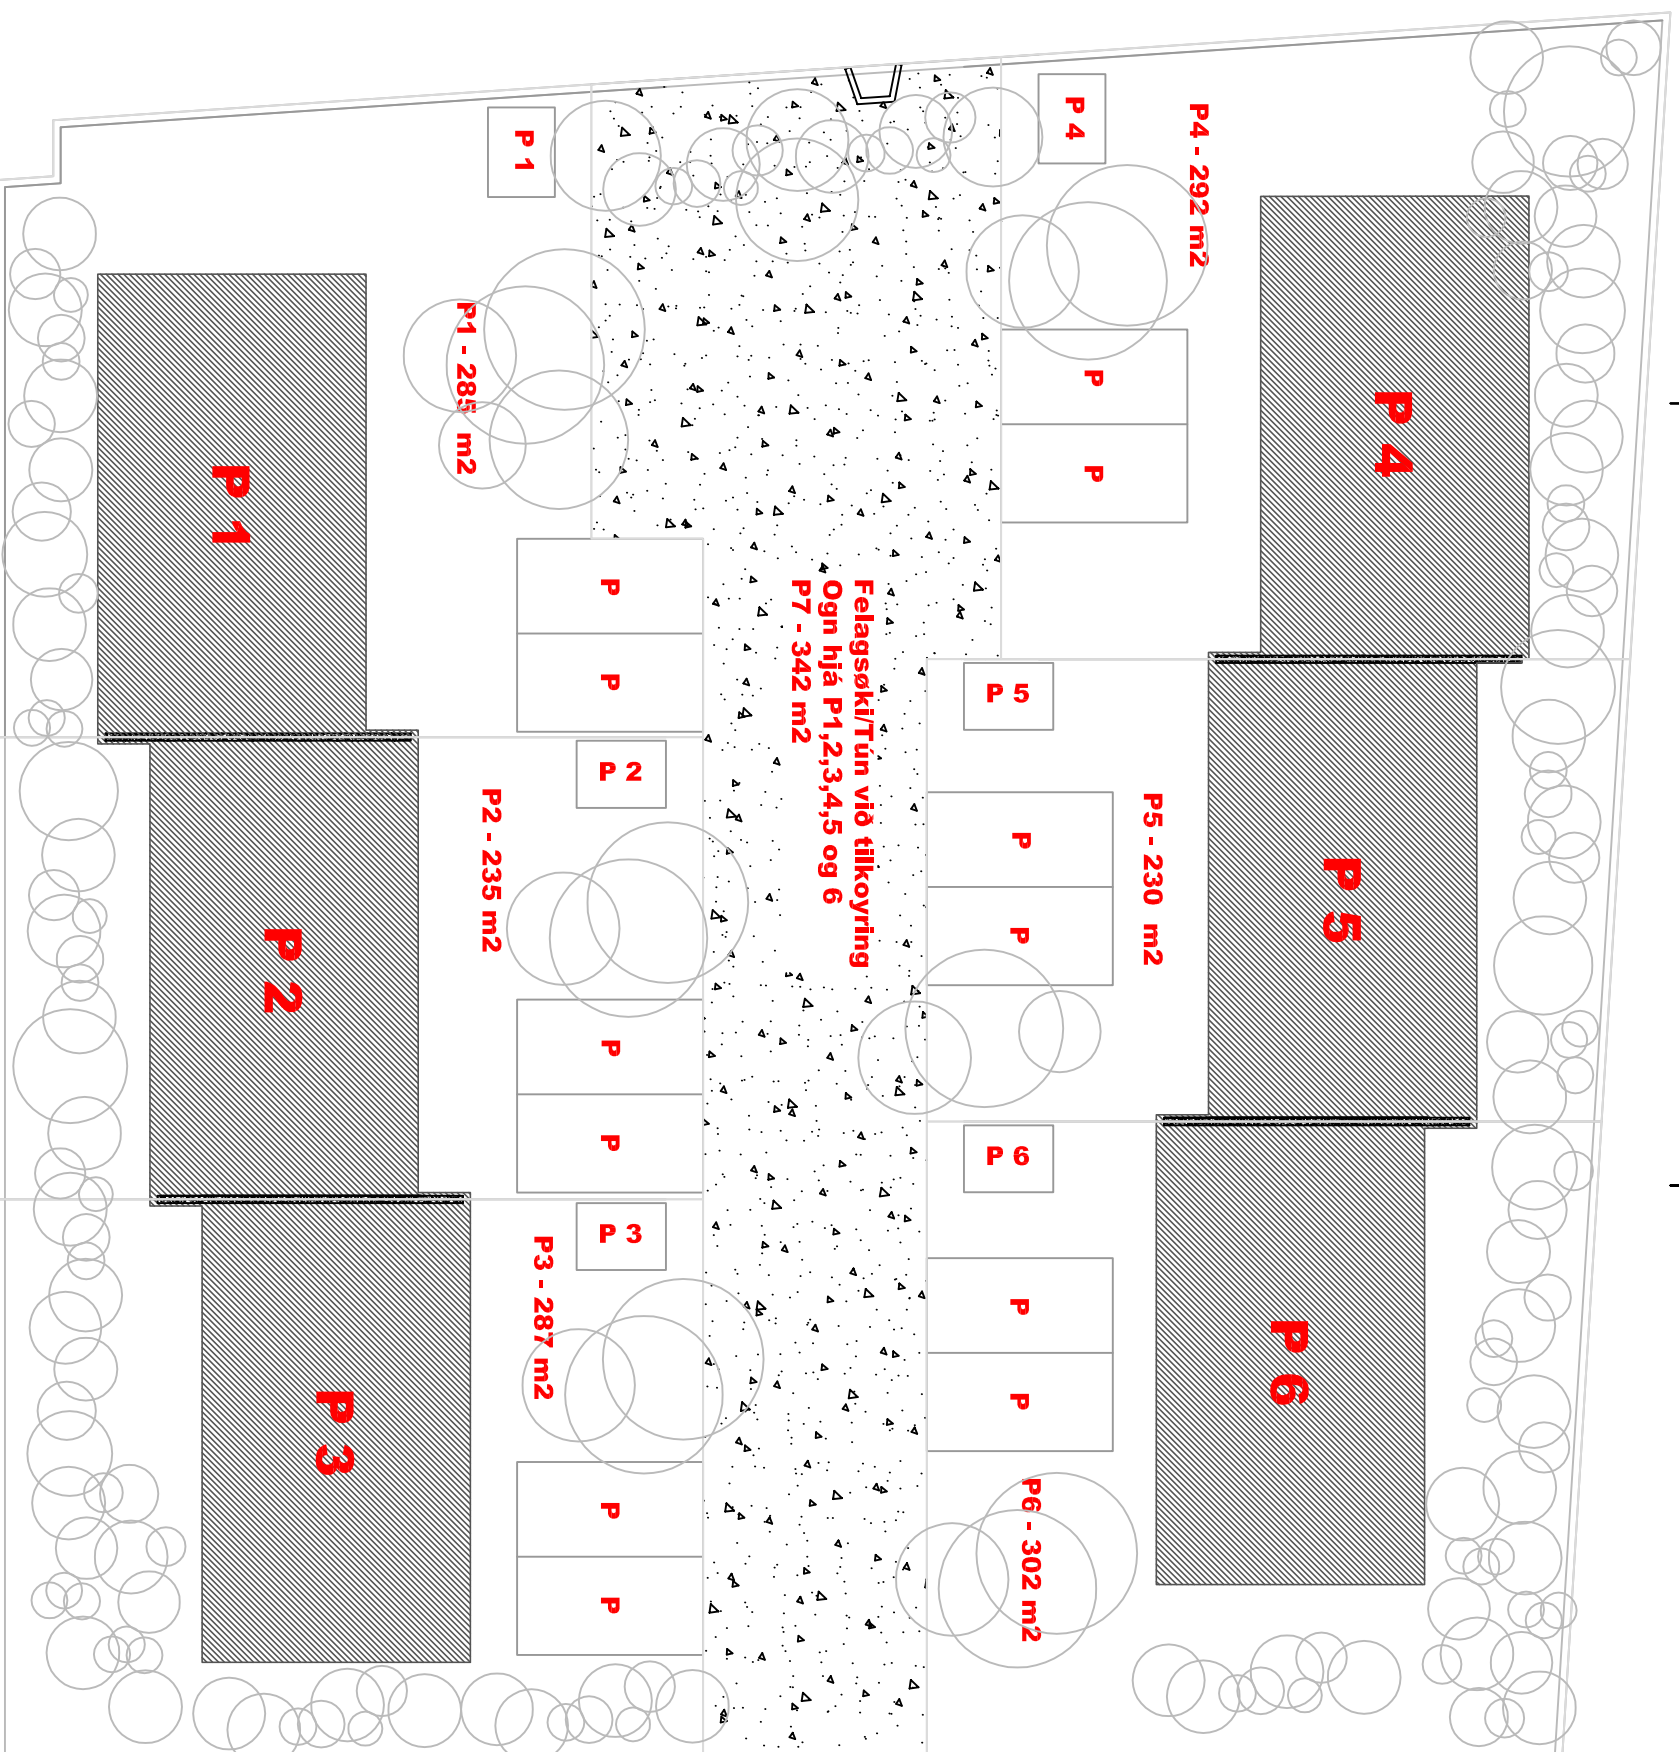 P 1
P 4
P4 - 292 m2
P1 - 285 m2
P
P
P 4
P 1
P
P
Felagsøki/Tún við tilkoyring
Ogn hjá P1,2,3,4,5 og 6
P7 - 342 m2
P 5
P 2
P2 - 235 m2
P5 - 230 m2
P
P
P 5
P 2
P
P
P 6
P 3
P3 - 287 m2
P
P
P 6
P 3
P6 - 302 m2
P
P